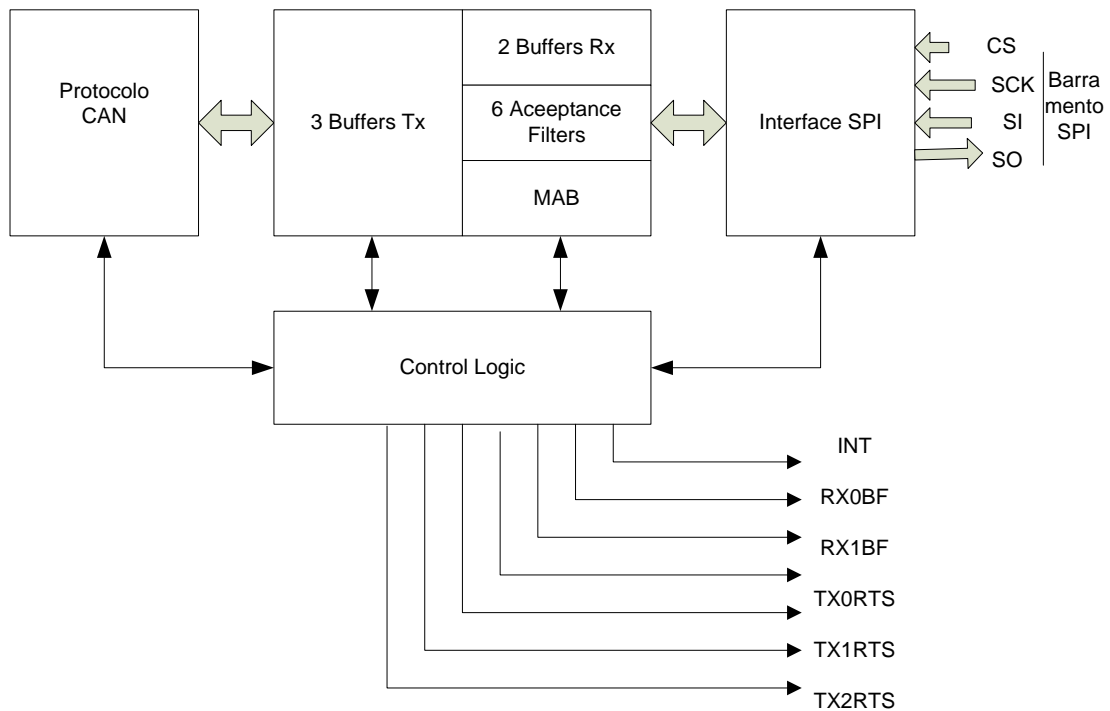 Protocolo
CAN
3 Buffers Tx
2 Buffers Rx
6 Aceeptance
Filters
MAB
Interface SPI
CS
SCK
SI
SO
Barra
mento
SPI
Control Logic
INT
RX0BF
RX1BF
TX0RTS
TX1RTS
TX2RTS